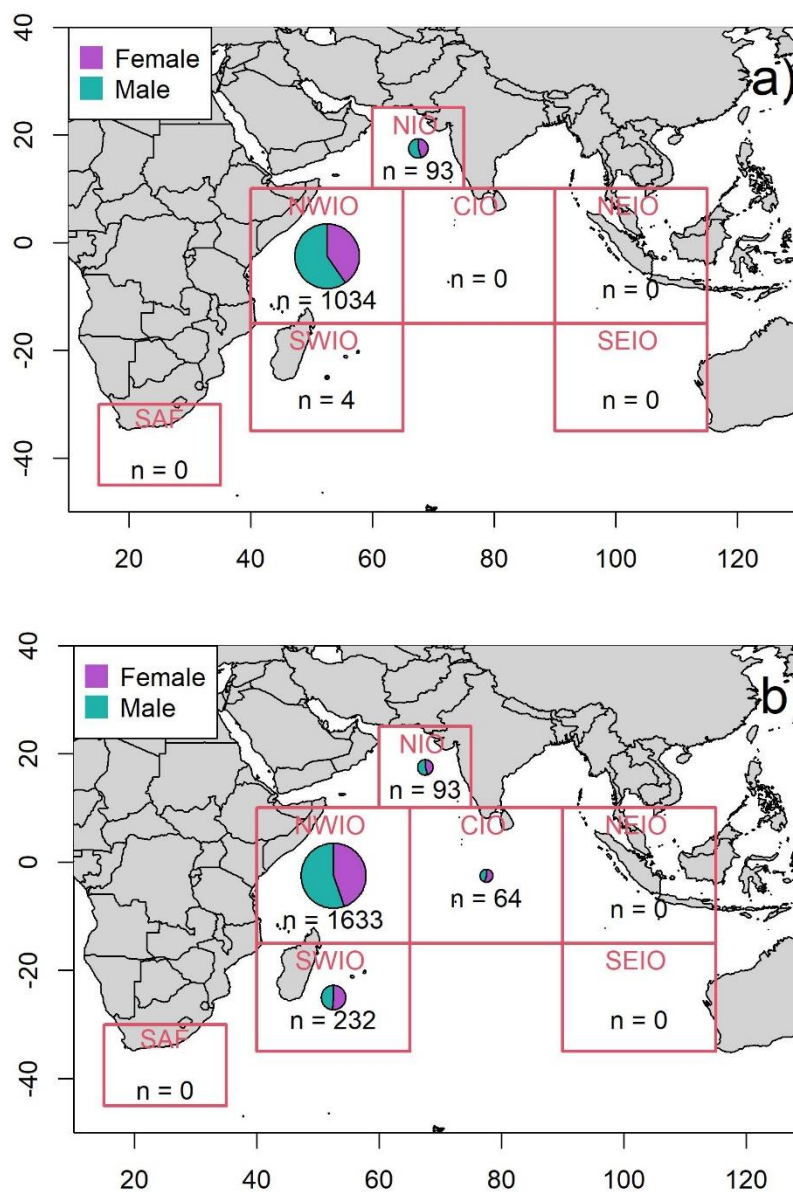 40
Female
Male
a)
20
NIO
n = 93
NWIO
CIO
NEIO
0
n = 0
n = 0
n = 1034
-20
SWIO
SEIO
n = 4
n = 0
SAF
-40
n = 0
20
40
60
80
100
120
40
Female
Male
b
20
NIO
n = 93
NWIO
CIO
NEIO
0
n = 64
n = 0
n = 1633
-20
SWIO
SEIO
n = 232
n = 0
SAF
-40
n = 0
20
40
60
80
100
120